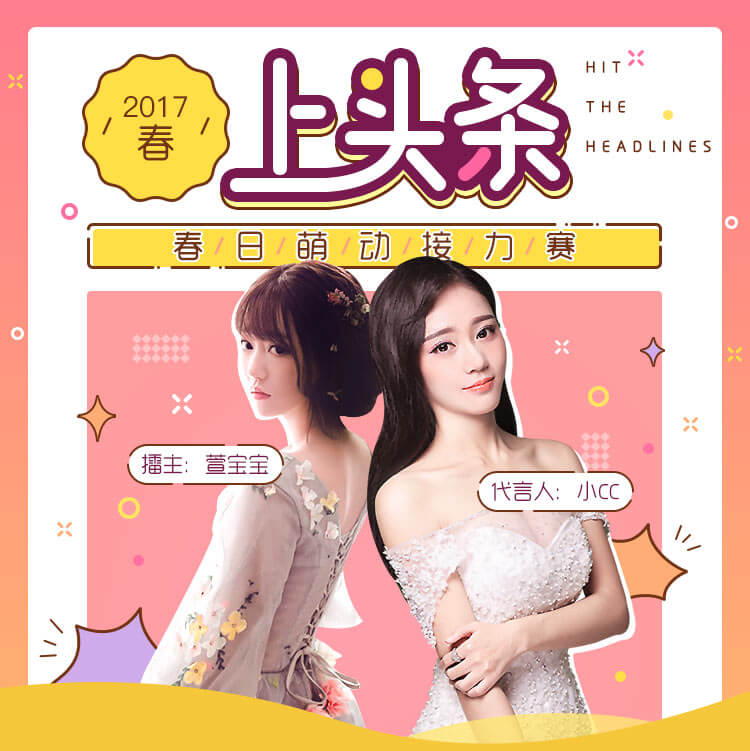 2017
春
上头条
HIT
THE
HEADLINES
春/日/萌/动/接/力/赛
擂主：萱宝宝
代言人：小CC